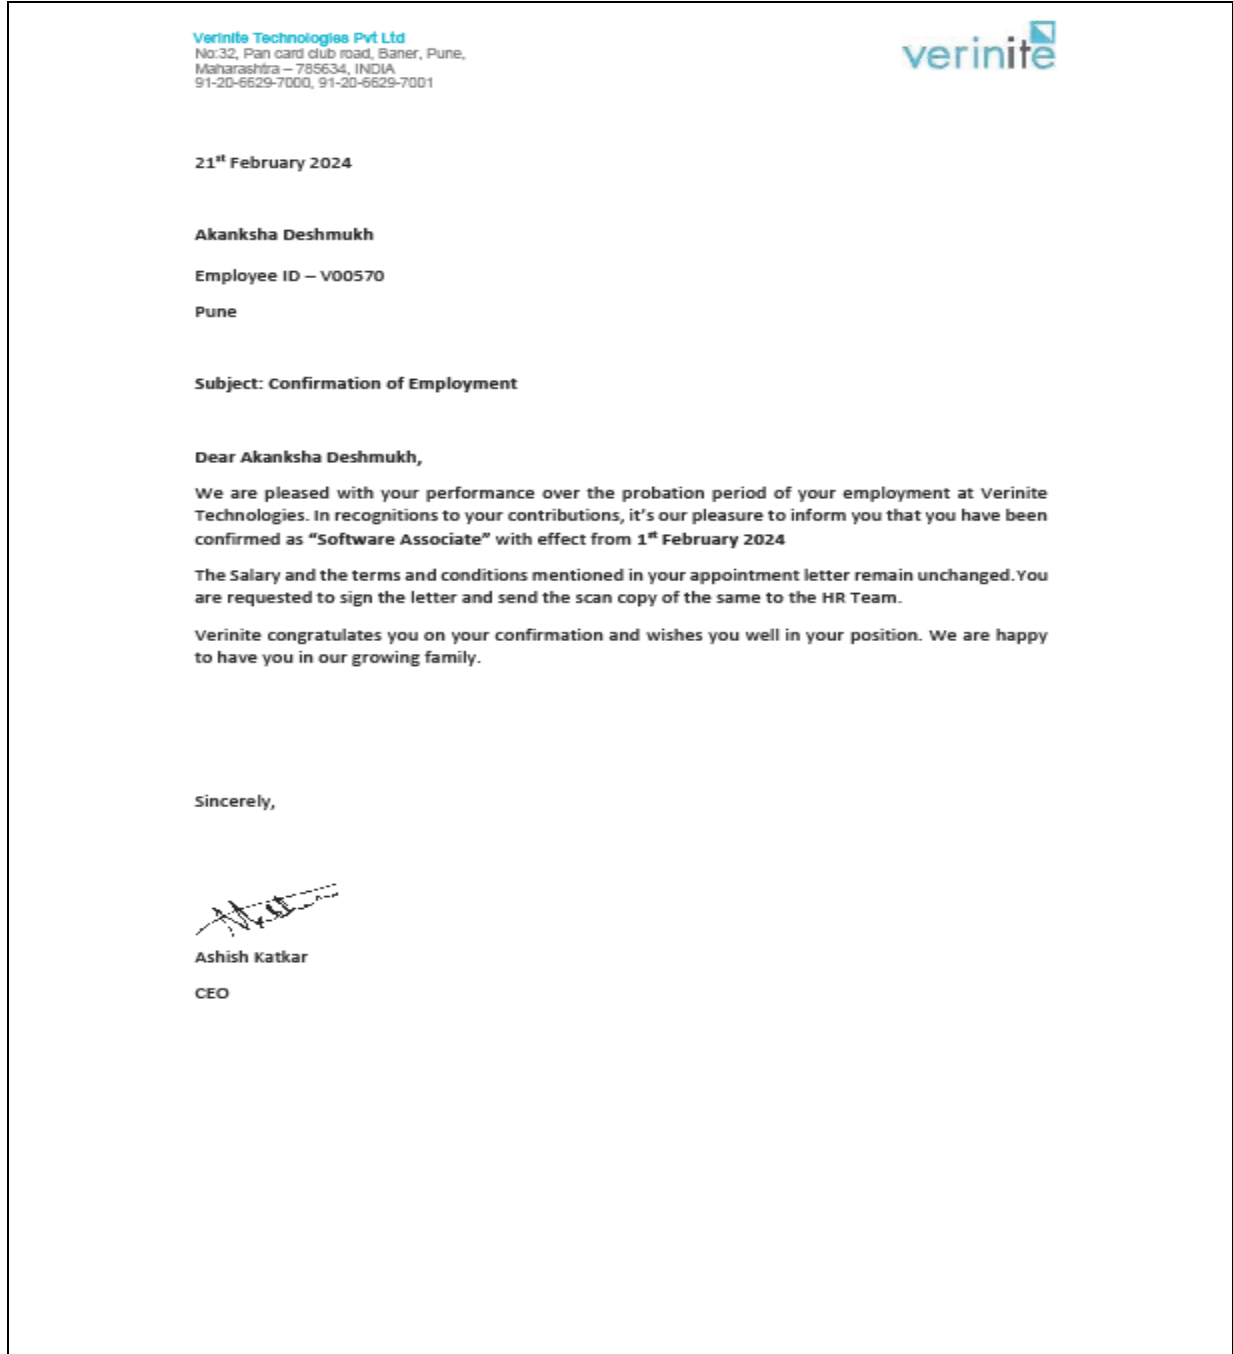 Verinite Technologies Pvt Ltd
No:32, Pan card club road, Baner, Pune,
Maharashtra – 785634, INDIA
91-20-6629-7000, 91-20-6629-7001
verinite
21st February 2024
Akanksha Deshmukh
Employee ID – V00570
Pune
Subject: Confirmation of Employment
Dear Akanksha Deshmukh,
We are pleased with your performance over the probation period of your employment at Verinite
Technologies. In recognitions to your contributions, it’s our pleasure to inform you that you have been
confirmed as “Software Associate” with effect from 1st February 2024
The Salary and the terms and conditions mentioned in your appointment letter remain unchanged.You
are requested to sign the letter and send the scan copy of the same to the HR Team.
Verinite congratulates you on your confirmation and wishes you well in your position. We are happy
to have you in our growing family.
Sincerely,
Ashish Katkar
CEO